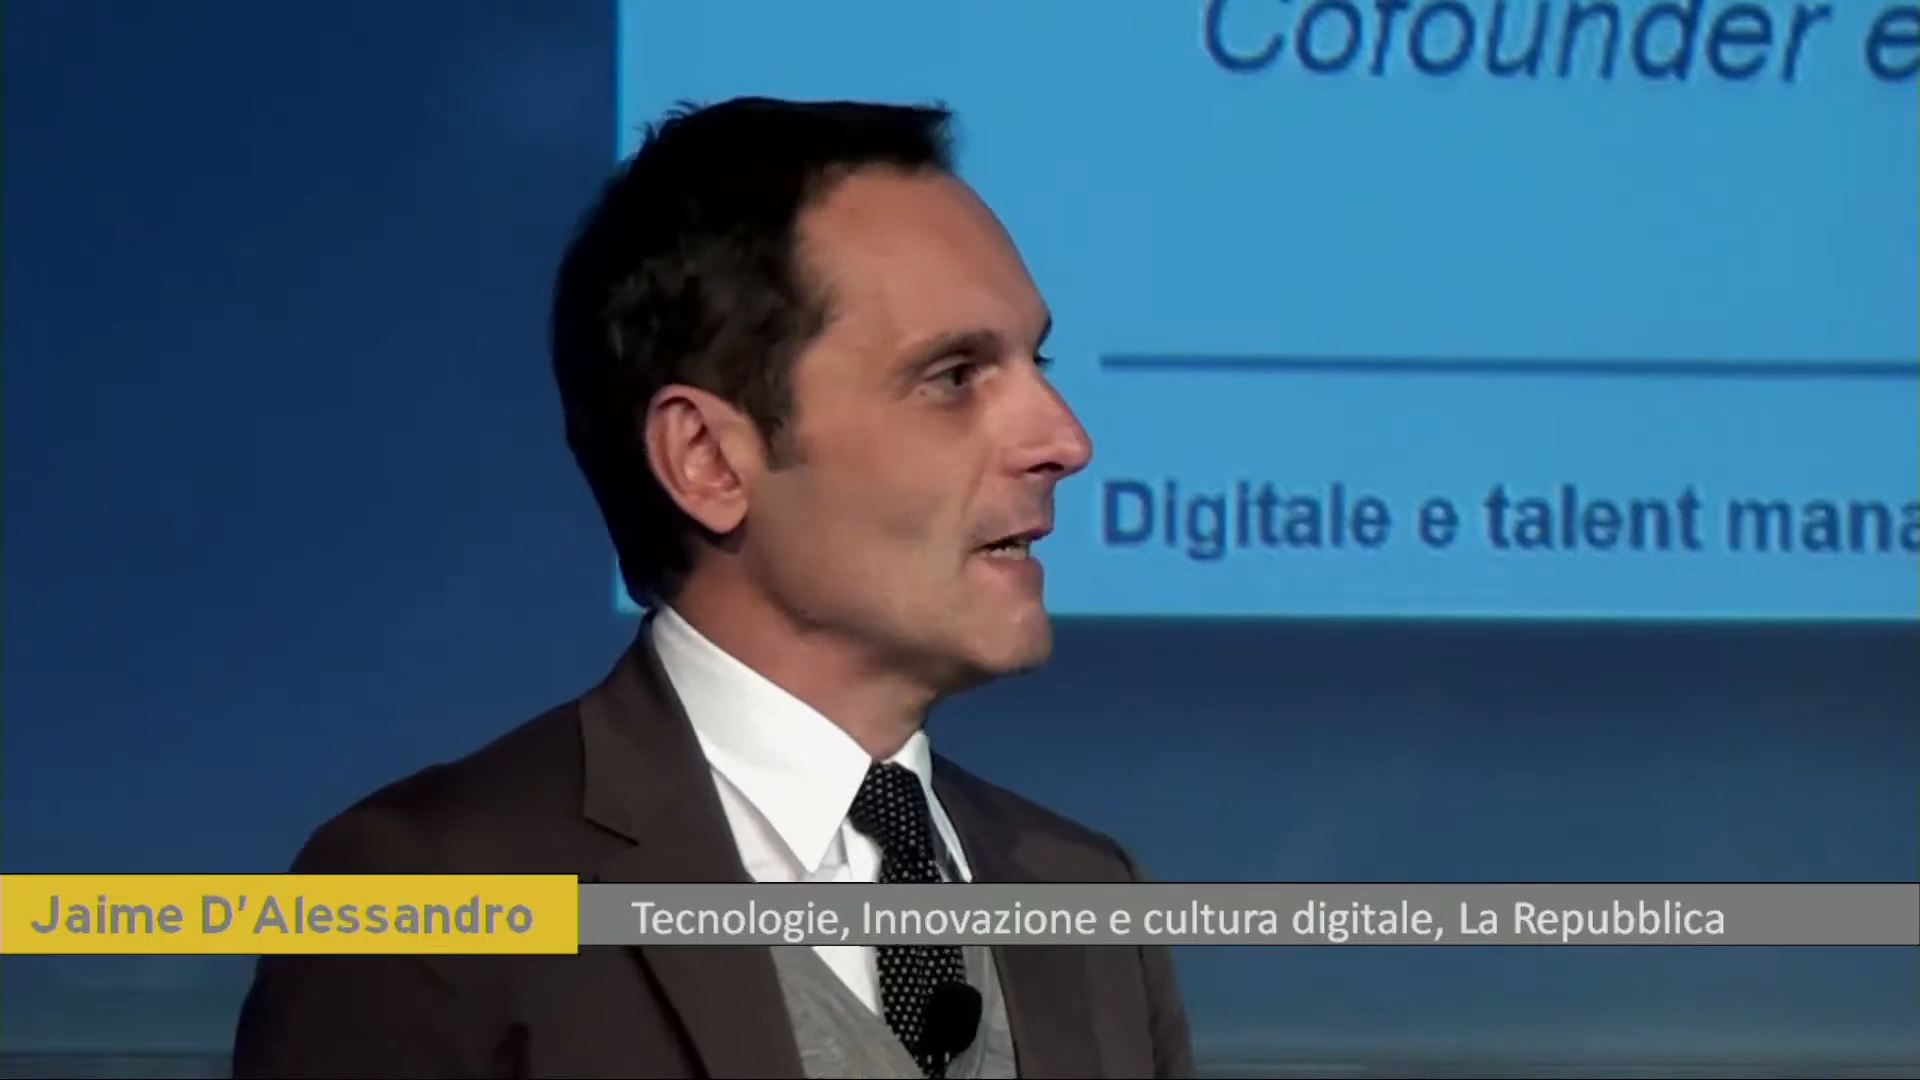 Cofounder e
Digitale e talent mana
Jaime D'Alessandro
Tecnologie, Innovazione e cultura digitale, La Repubblica